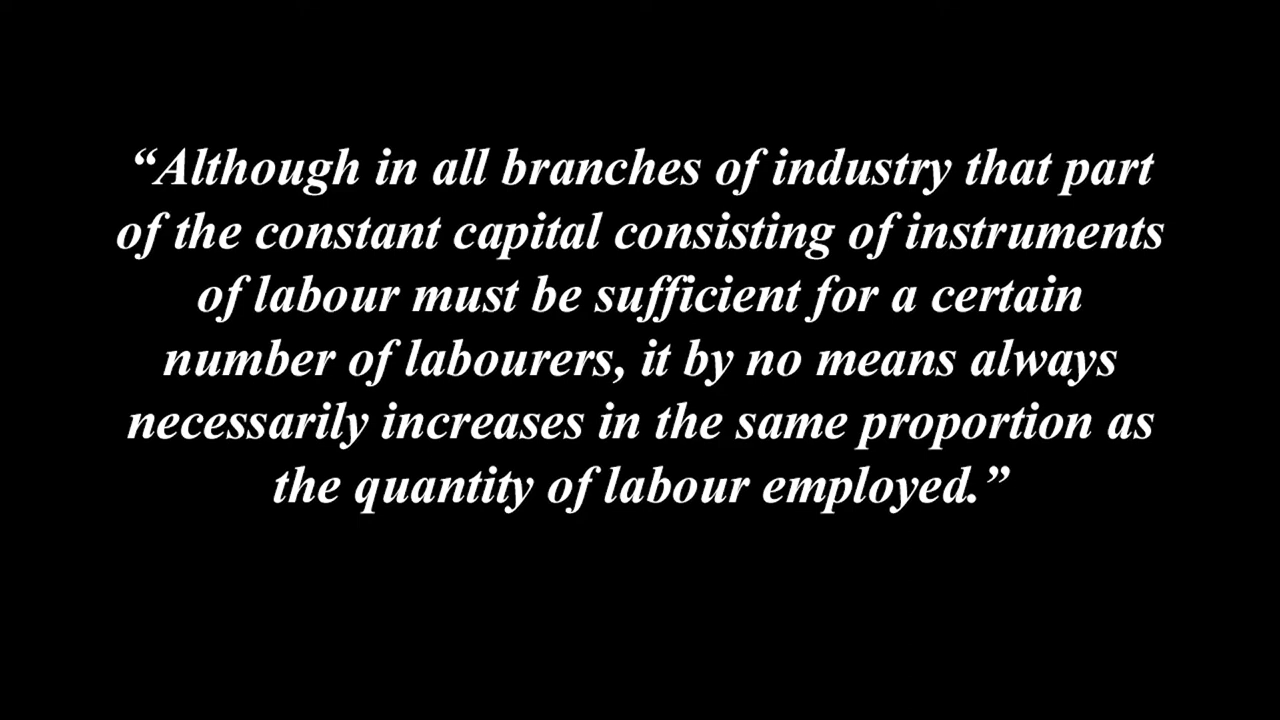 “Although in all branches of industry that part
of the constant capital consisting of instruments
of labour must be sufficient for a certain
number of labourers, it by no means always
necessarily increases in the same proportion as
the quantity of labour employed.”